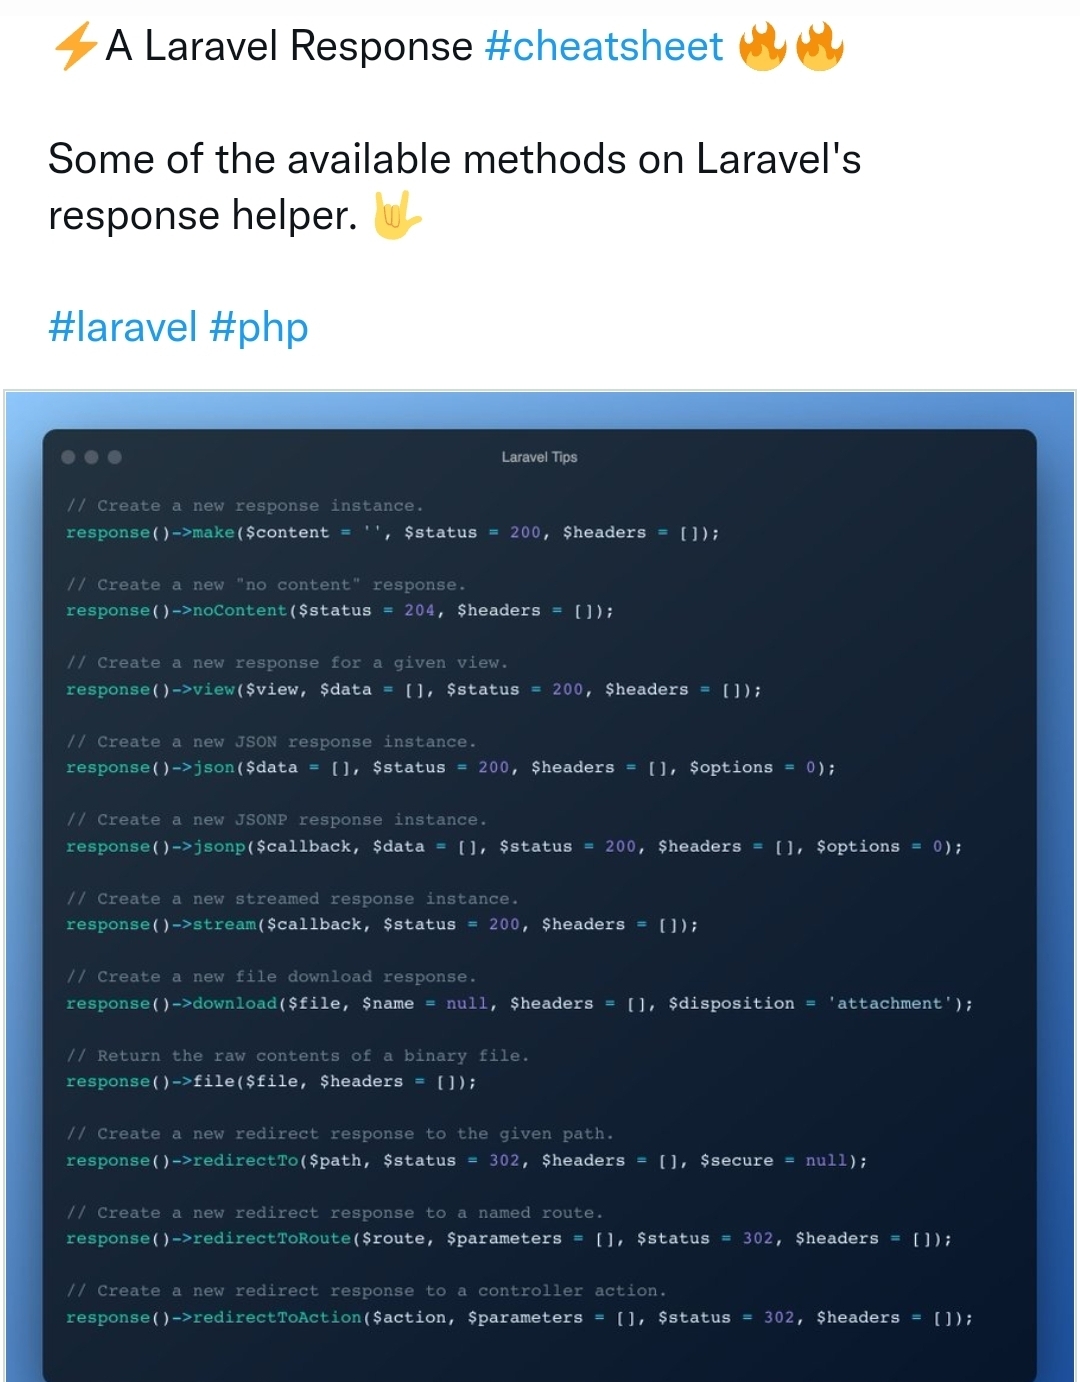 ⚡A Laravel Response #cheatsheet 🔥🔥
Some of the available methods on Laravel's
response helper. 🤟
#laravel #php
Laravel Tips
// Create a new response instance.
response()->make($content = '', $status = 200, $headers = []);
// Create a new "no content" response.
response()->noContent($status = 204, $headers = []);
// Create a new response for a given view.
response()->view($view, $data = [], $status = 200, $headers = []);
// Create a new JSON response instance.
response()->json($data = [], $status = 200, $headers = [], $options = 0);
// Create a new JSONP response instance.
response()->jsonp($callback, $data = [], $status = 200, $headers = [], $options = 0);
// Create a new streamed response instance.
response()->stream($callback, $status = 200, $headers = []);
// Create a new file download response.
response()->download($file, $name = null, $headers = [], $disposition = 'attachment');
// Return the raw contents of a binary file.
response()->file($file, $headers = []);
// Create a new redirect response to the given path.
response()->redirectTo($path, $status = 302, $headers = [], $secure = null);
// Create a new redirect response to a named route.
response()->redirectToRoute($route, $parameters = [], $status = 302, $headers = []);
// Create a new redirect response to a controller action.
response()->redirectToAction($action, $parameters = [], $status = 302, $headers = []);